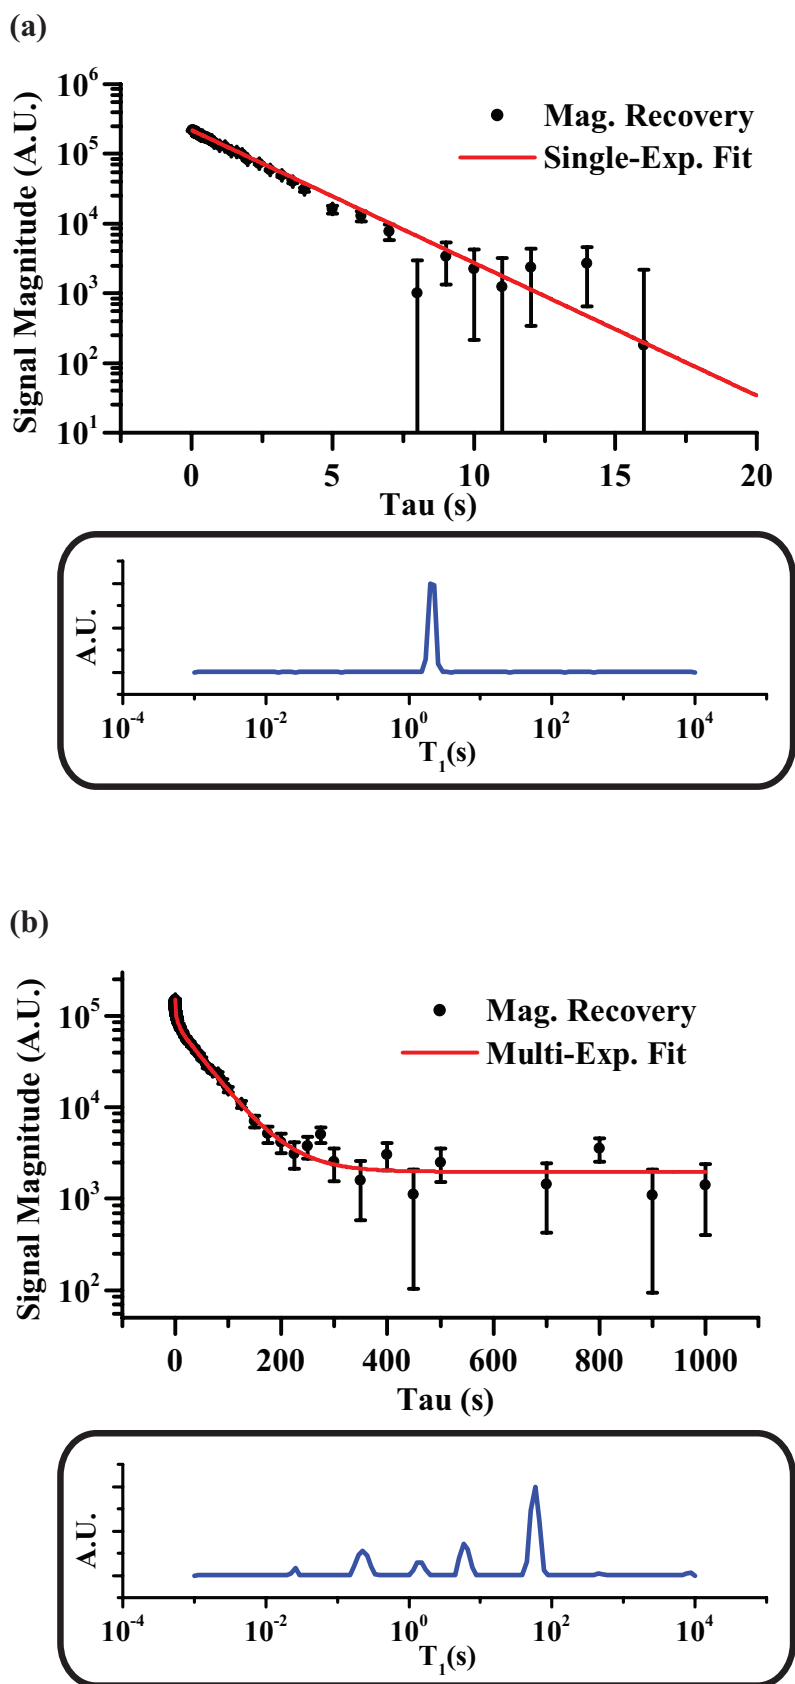 (a)
10^6
10^5
10^4
10^3
10^2
10^1
Signal Magnitude (A.U.)
Mag. Recovery
Single-Exp. Fit
0 5 10 15 20
Tau (s)
A.U.
10^-4 10^-2 10^0 10^2 10^4
T_1(s)
(b)
10^5
10^4
10^3
10^2
Signal Magnitude (A.U.)
Mag. Recovery
Multi-Exp. Fit
0 200 400 600 800 1000
Tau (s)
A.U.
10^-4 10^-2 10^0 10^2 10^4
T_1(s)